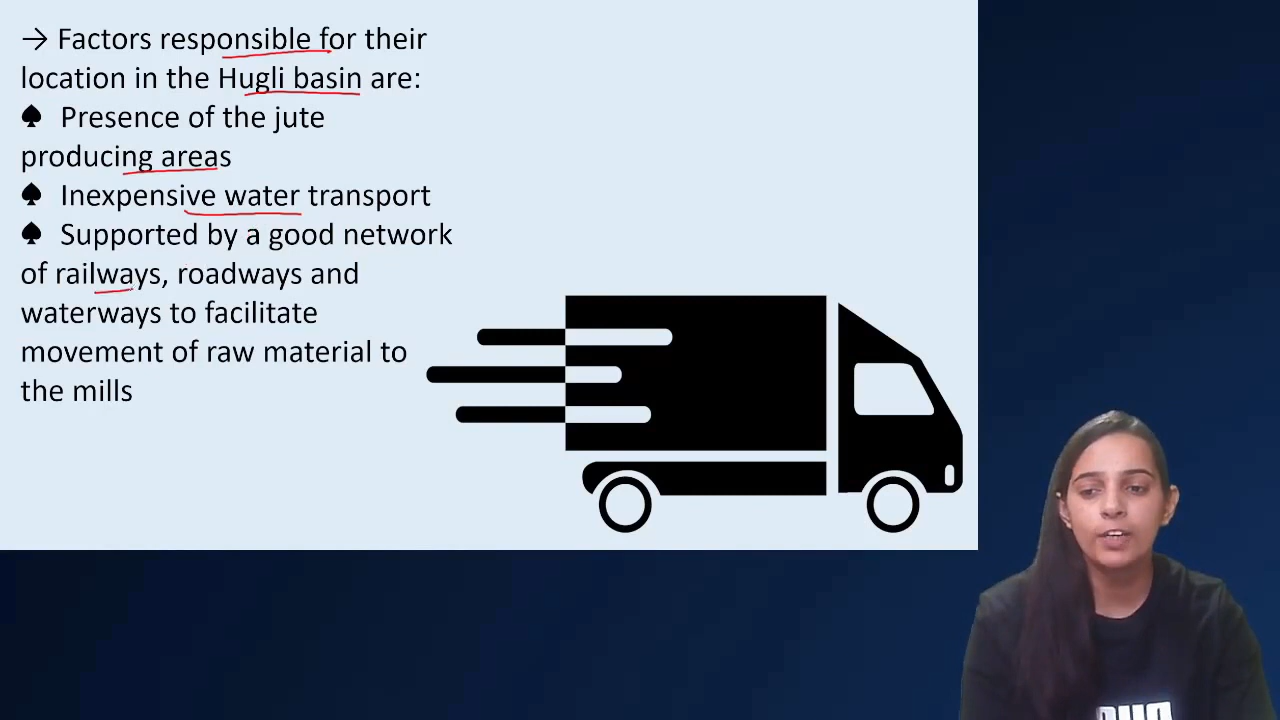 → Factors responsible for their
location in the Hugli basin are:
♠ Presence of the jute
producing areas
♠ Inexpensive water transport
♠ Supported by a good network
of railways, roadways and
waterways to facilitate
movement of raw material to
the mills